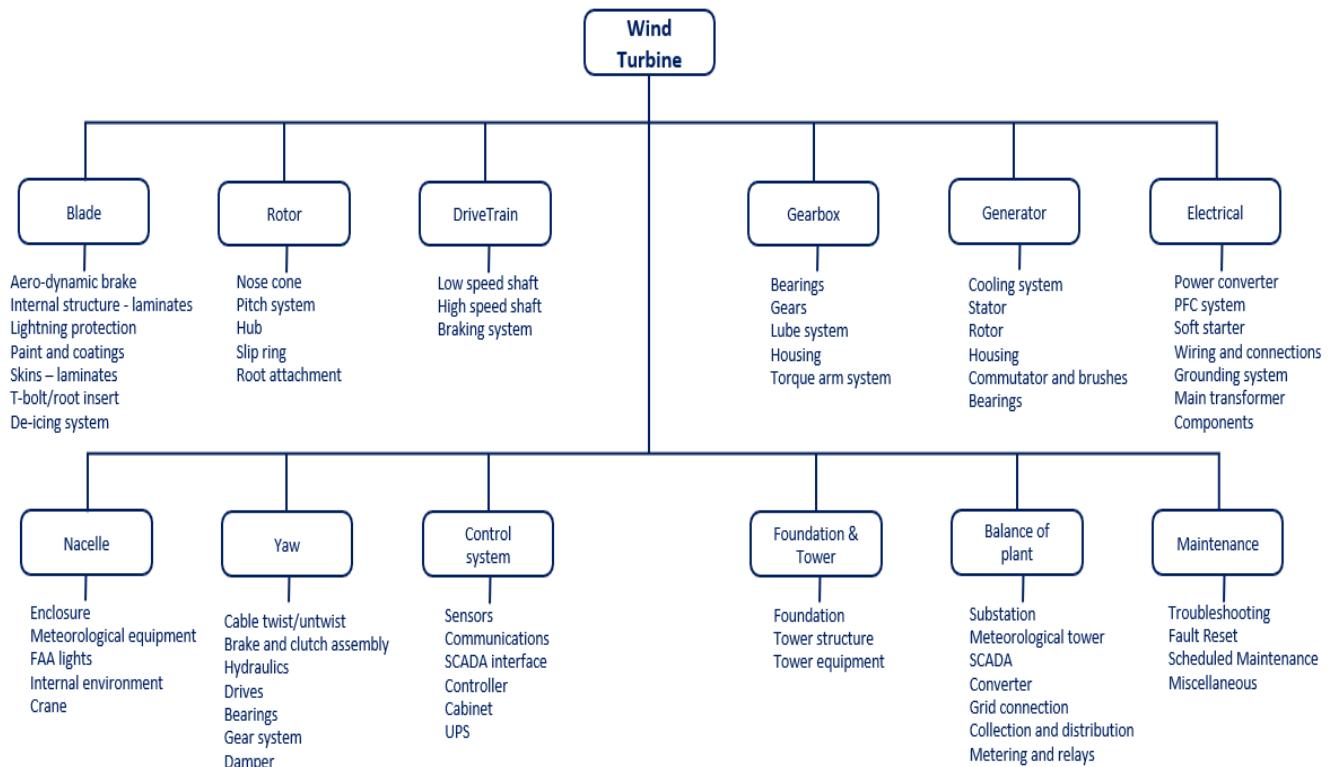 Wind
Turbine
Blade
Rotor
DriveTrain
Gearbox
Generator
Electrical
Aero-dynamic brake
Internal structure - laminates
Lightning protection
Paint and coatings
Skins – laminates
T-bolt/root insert
De-icing system
Nose cone
Pitch system
Hub
Slip ring
Root attachment
Low speed shaft
High speed shaft
Braking system
Bearings
Gears
Lube system
Housing
Torque arm system
Cooling system
Stator
Rotor
Housing
Commutator and brushes
Bearings
Power converter
PFC system
Soft starter
Wiring and connections
Grounding system
Main transformer
Components
Nacelle
Yaw
Control
system
Foundation &
Tower
Balance of
plant
Maintenance
Enclosure
Meteorological equipment
FAA lights
Internal environment
Crane
Cable twist/untwist
Brake and clutch assembly
Hydraulics
Drives
Bearings
Gear system
Damper
Sensors
Communications
SCADA interface
Controller
Cabinet
UPS
Foundation
Tower structure
Tower equipment
Substation
Meteorological tower
SCADA
Converter
Grid connection
Collection and distribution
Metering and relays
Troubleshooting
Fault Reset
Scheduled Maintenance
Miscellaneous